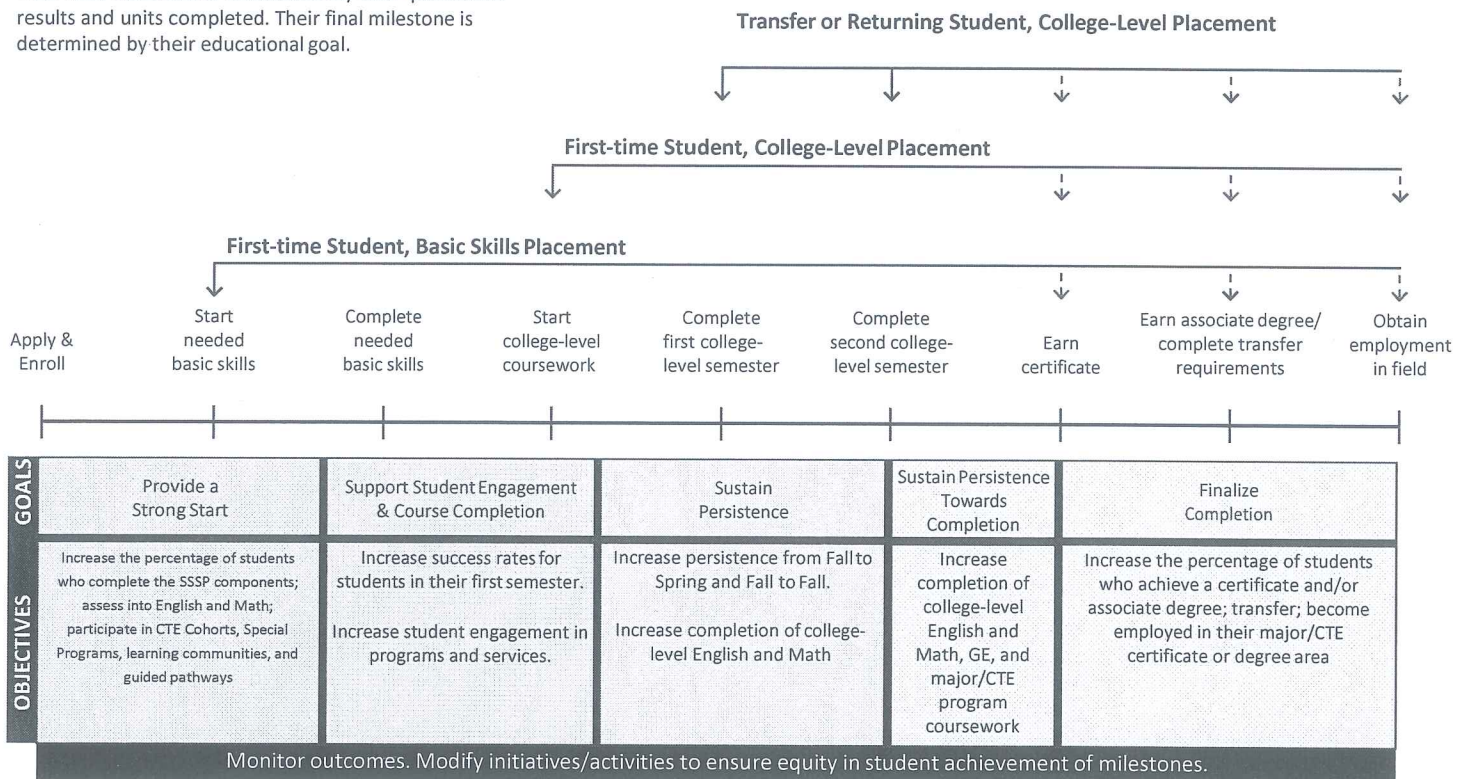 results and units completed. Their final milestone is
determined by their educational goal.
Transfer or Returning Student, College-Level Placement
First-time Student, College-Level Placement
First-time Student, Basic Skills Placement
Apply &
Enroll
Start
needed
basic skills
Complete
needed
basic skills
Start
college-level
coursework
Complete
first college-
level semester
Complete
second college-
level semester
Earn
certificate
Earn associate degree/
complete transfer
requirements
Obtain
employment
in field
GOALS
Provide a
Strong Start
Support Student Engagement
& Course Completion
Sustain
Persistence
Sustain Persistence
Towards
Completion
Finalize
Completion
OBJECTIVES
Increase the percentage of students
who complete the SSSP components;
assess into English and Math;
participate in CTE Cohorts, Special
Programs, learning communities, and
guided pathways
Increase success rates for
students in their first semester.
Increase student engagement in
programs and services.
Increase persistence from Fall to
Spring and Fall to Fall.
Increase completion of college-
level English and Math
Increase
completion of
college-level
English and
Math, GE, and
major/CTE
program
coursework
Increase the percentage of students
who achieve a certificate and/or
associate degree; transfer; become
employed in their major/CTE
certificate or degree area
Monitor outcomes. Modify initiatives/activities to ensure equity in student achievement of milestones.